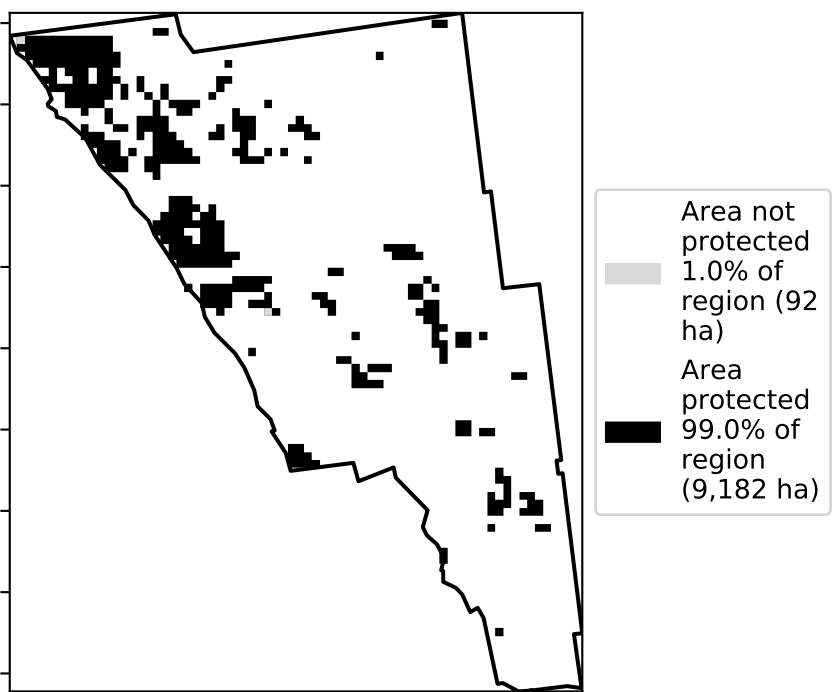 Area not
protected
1.0% of
region (92
ha)
Area
protected
99.0% of
region
(9,182 ha)